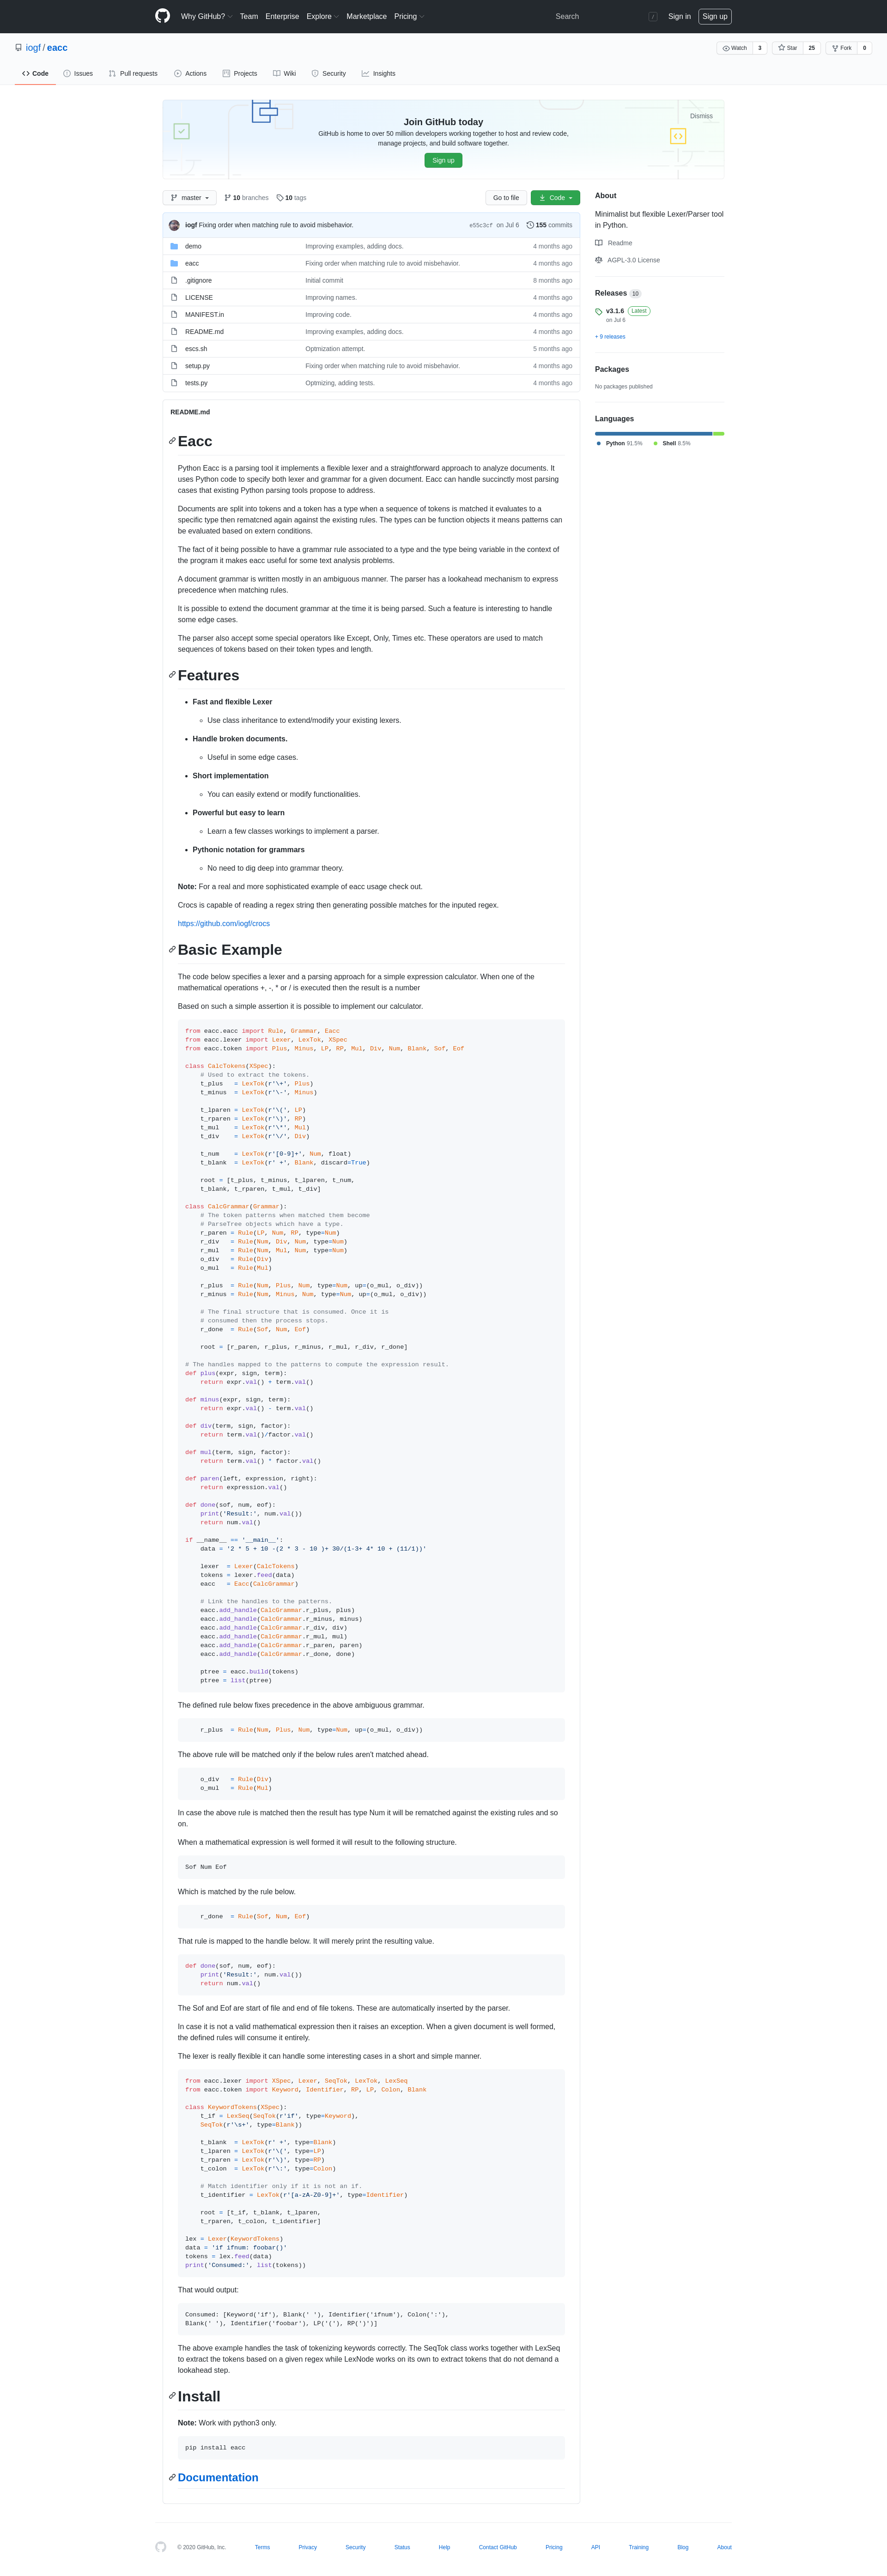 Why GitHub? Team Enterprise Explore Marketplace Pricing Search / Sign in Sign up
iogf / eacc
Watch 3 Star 25 Fork 0
Code Issues Pull requests Actions Projects Wiki Security Insights
Dismiss
Join GitHub today
GitHub is home to over 50 million developers working together to host and review code,
manage projects, and build software together.
Sign up
master 10 branches 10 tags Go to file Code
iogf Fixing order when matching rule to avoid misbehavior. e55c3cf on Jul 6 155 commits
demo Improving examples, adding docs. 4 months ago
eacc Fixing order when matching rule to avoid misbehavior. 4 months ago
.gitignore Initial commit 8 months ago
LICENSE Improving names. 4 months ago
MANIFEST.in Improving code. 4 months ago
README.md Improving examples, adding docs. 4 months ago
escs.sh Optmization attempt. 5 months ago
setup.py Fixing order when matching rule to avoid misbehavior. 4 months ago
tests.py Optmizing, adding tests. 4 months ago
About
Minimalist but flexible Lexer/Parser tool
in Python.
Readme
AGPL-3.0 License
Releases 10
v3.1.6 Latest
on Jul 6
+ 9 releases
Packages
No packages published
Languages
Python 91.5% Shell 8.5%
README.md
Eacc
Python Eacc is a parsing tool it implements a flexible lexer and a straightforward approach to analyze documents. It
uses Python code to specify both lexer and grammar for a given document. Eacc can handle succinctly most parsing
cases that existing Python parsing tools propose to address.
Documents are split into tokens and a token has a type when a sequence of tokens is matched it evaluates to a
specific type then rematcned again against the existing rules. The types can be function objects it means patterns can
be evaluated based on extern conditions.
The fact of it being possible to have a grammar rule associated to a type and the type being variable in the context of
the program it makes eacc useful for some text analysis problems.
A document grammar is written mostly in an ambiguous manner. The parser has a lookahead mechanism to express
precedence when matching rules.
It is possible to extend the document grammar at the time it is being parsed. Such a feature is interesting to handle
some edge cases.
The parser also accept some special operators like Except, Only, Times etc. These operators are used to match
sequences of tokens based on their token types and length.
Features
• Fast and flexible Lexer
◦ Use class inheritance to extend/modify your existing lexers.
• Handle broken documents.
◦ Useful in some edge cases.
• Short implementation
◦ You can easily extend or modify functionalities.
• Powerful but easy to learn
◦ Learn a few classes workings to implement a parser.
• Pythonic notation for grammars
◦ No need to dig deep into grammar theory.
Note: For a real and more sophisticated example of eacc usage check out.
Crocs is capable of reading a regex string then generating possible matches for the inputed regex.
https://github.com/iogf/crocs
Basic Example
The code below specifies a lexer and a parsing approach for a simple expression calculator. When one of the
mathematical operations +, -, * or / is executed then the result is a number
Based on such a simple assertion it is possible to implement our calculator.
from eacc.eacc import Rule, Grammar, Eacc
from eacc.lexer import Lexer, LexTok, XSpec
from eacc.token import Plus, Minus, LP, RP, Mul, Div, Num, Blank, Sof, Eof
class CalcTokens(XSpec):
# Used to extract the tokens.
t_plus = LexTok(r'\+', Plus)
t_minus = LexTok(r'\-', Minus)
t_lparen = LexTok(r'\(', LP)
t_rparen = LexTok(r'\)', RP)
t_mul = LexTok(r'\*', Mul)
t_div = LexTok(r'\/', Div)
t_num = LexTok(r'[0-9]+', Num, float)
t_blank = LexTok(r' +', Blank, discard=True)
root = [t_plus, t_minus, t_lparen, t_num,
t_blank, t_rparen, t_mul, t_div]
class CalcGrammar(Grammar):
# The token patterns when matched them become
# ParseTree objects which have a type.
r_paren = Rule(LP, Num, RP, type=Num)
r_div = Rule(Num, Div, Num, type=Num)
r_mul = Rule(Num, Mul, Num, type=Num)
o_div = Rule(Div)
o_mul = Rule(Mul)
r_plus = Rule(Num, Plus, Num, type=Num, up=(o_mul, o_div))
r_minus = Rule(Num, Minus, Num, type=Num, up=(o_mul, o_div))
# The final structure that is consumed. Once it is
# consumed then the process stops.
r_done = Rule(Sof, Num, Eof)
root = [r_paren, r_plus, r_minus, r_mul, r_div, r_done]
# The handles mapped to the patterns to compute the expression result.
def plus(expr, sign, term):
return expr.val() + term.val()
def minus(expr, sign, term):
return expr.val() - term.val()
def div(term, sign, factor):
return term.val()/factor.val()
def mul(term, sign, factor):
return term.val() * factor.val()
def paren(left, expression, right):
return expression.val()
def done(sof, num, eof):
print('Result:', num.val())
return num.val()
if __name__ == '__main__':
data = '2 * 5 + 10 -(2 * 3 - 10 )+ 30/(1-3+ 4* 10 + (11/1))'
lexer = Lexer(CalcTokens)
tokens = lexer.feed(data)
eacc = Eacc(CalcGrammar)
# Link the handles to the patterns.
eacc.add_handle(CalcGrammar.r_plus, plus)
eacc.add_handle(CalcGrammar.r_minus, minus)
eacc.add_handle(CalcGrammar.r_div, div)
eacc.add_handle(CalcGrammar.r_mul, mul)
eacc.add_handle(CalcGrammar.r_paren, paren)
eacc.add_handle(CalcGrammar.r_done, done)
ptree = eacc.build(tokens)
ptree = list(ptree)
The defined rule below fixes precedence in the above ambiguous grammar.
r_plus = Rule(Num, Plus, Num, type=Num, up=(o_mul, o_div))
The above rule will be matched only if the below rules aren't matched ahead.
o_div = Rule(Div)
o_mul = Rule(Mul)
In case the above rule is matched then the result has type Num it will be rematched against the existing rules and so
on.
When a mathematical expression is well formed it will result to the following structure.
Sof Num Eof
Which is matched by the rule below.
r_done = Rule(Sof, Num, Eof)
That rule is mapped to the handle below. It will merely print the resulting value.
def done(sof, num, eof):
print('Result:', num.val())
return num.val()
The Sof and Eof are start of file and end of file tokens. These are automatically inserted by the parser.
In case it is not a valid mathematical expression then it raises an exception. When a given document is well formed,
the defined rules will consume it entirely.
The lexer is really flexible it can handle some interesting cases in a short and simple manner.
from eacc.lexer import XSpec, Lexer, SeqTok, LexTok, LexSeq
from eacc.token import Keyword, Identifier, RP, LP, Colon, Blank
class KeywordTokens(XSpec):
t_if = LexSeq(SeqTok(r'if', type=Keyword),
SeqTok(r'\s+', type=Blank))
t_blank = LexTok(r' +', type=Blank)
t_lparen = LexTok(r'\(', type=LP)
t_rparen = LexTok(r'\)', type=RP)
t_colon = LexTok(r'\:', type=Colon)
# Match identifier only if it is not an if.
t_identifier = LexTok(r'[a-zA-Z0-9]+', type=Identifier)
root = [t_if, t_blank, t_lparen,
t_rparen, t_colon, t_identifier]
lex = Lexer(KeywordTokens)
data = 'if ifnum: foobar()'
tokens = lex.feed(data)
print('Consumed:', list(tokens))
That would output:
Consumed: [Keyword('if'), Blank(' '), Identifier('ifnum'), Colon(':'),
Blank(' '), Identifier('foobar'), LP('('), RP(')')]
The above example handles the task of tokenizing keywords correctly. The SeqTok class works together with LexSeq
to extract the tokens based on a given regex while LexNode works on its own to extract tokens that do not demand a
lookahead step.
Install
Note: Work with python3 only.
pip install eacc
Documentation
© 2020 GitHub, Inc. Terms Privacy Security Status Help Contact GitHub Pricing API Training Blog About